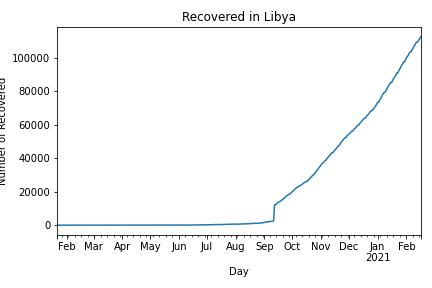 Recovered in Libya
Number of Recovered
100000
80000
60000
40000
20000
0
Feb Mar Apr May Jun Jul Aug Sep Oct Nov Dec Jan Feb
2021
Day